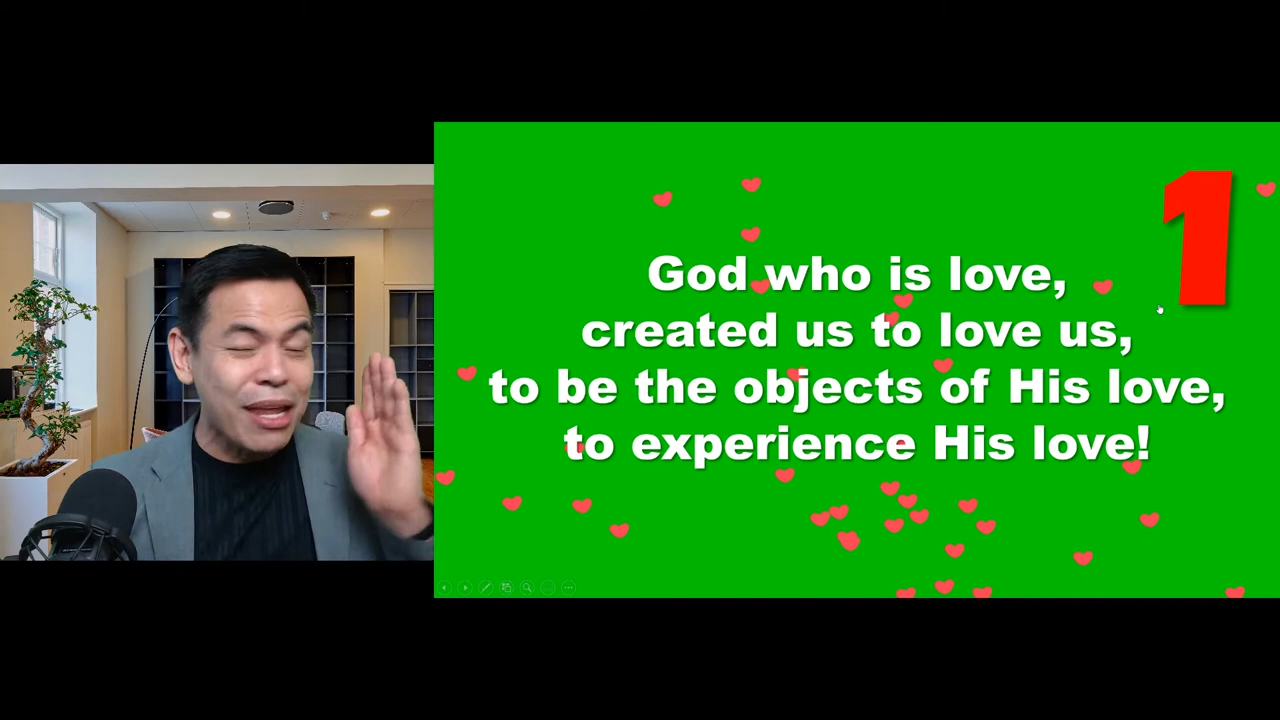 1
God who is love,
created us to love us,
to be the objects of His love,
to experience His love!